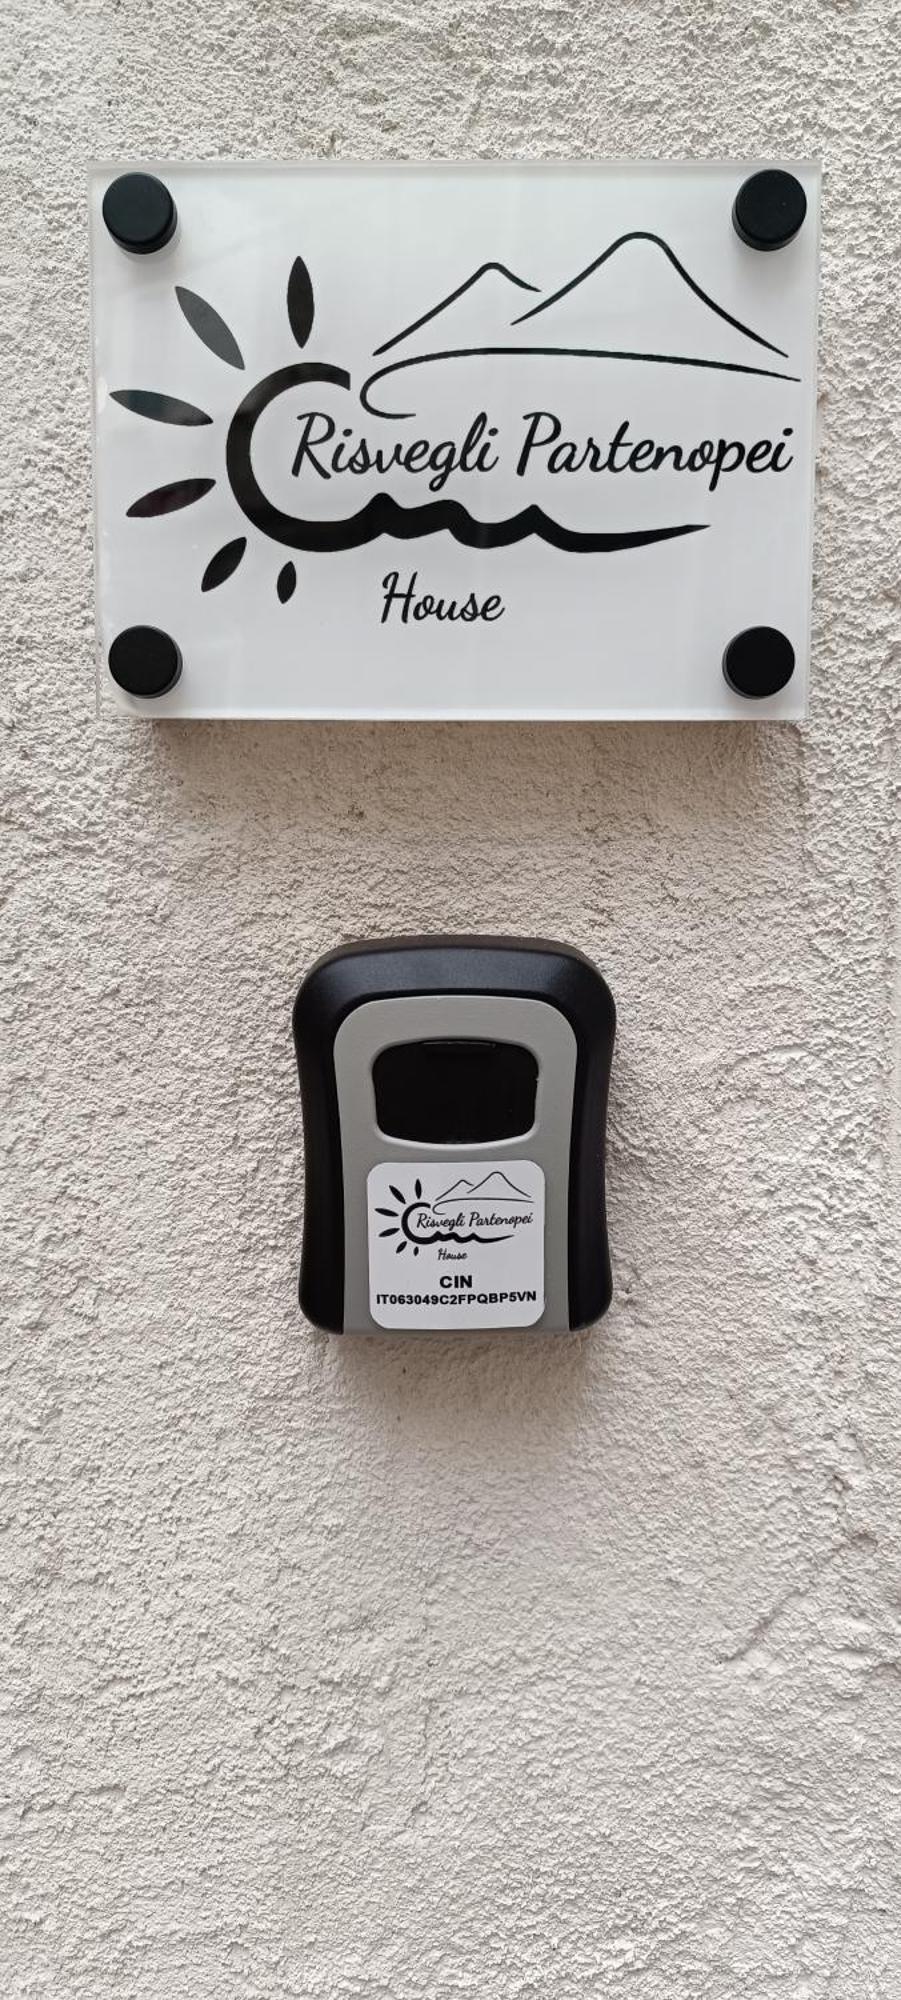 Risvegli Partenopei
House
Risvegli Partenopei
House
CIN
IT063049C2FPQBP5VN